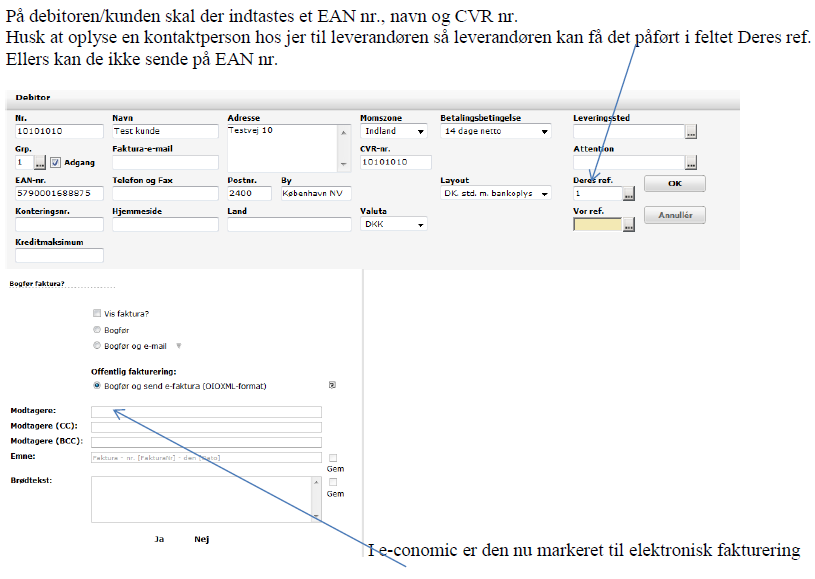 På debitoren/kunden skal der indtastes et EAN nr., navn og CVR nr.
Husk at oplyse en kontaktperson hos jer til leverandøren så leverandøren kan få det påført i feltet Deres ref.
Ellers kan de ikke sende på EAN nr.
Debitor
Nr. Navn Adresse Momszone Betalingsbetingelse Leveringssted
10101010 Test kunde Testvej 10 Indland 14 dage netto ...
Grp. Faktura-e-mail CVR-nr. Attention
1 ... Adgang 10101010 ...
EAN-nr. Telefon og Fax Postnr. By Layout Deres ref. OK
5790001688875 2400 København NV DK. std. m. bankoplys 1 ...
Konteringsnr. Hjemmeside Land Valuta Vor ref. Annullér
DKK ...
Kreditmaksimum
Bogfør faktura?
Vis faktura?
Bogfør
Bogfør og e-mail
Offentlig fakturering:
Bogfør og send e-faktura (OIOXML-format)
Modtagere:
Modtagere (CC):
Modtagere (BCC):
Emne: Faktura - nr. [FakturaNr] - den [Dato]
Gem
Brødtekst:
Gem
Ja Nej
I e-conomic er den nu markeret til elektronisk fakturering